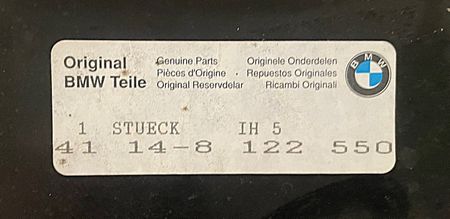 Original
BMW Teile
Genuine Parts
Pièces d'Origine ·
Original Reservdelar
Originele Onderdelen
Repuestos Originales
Ricambi Originali
BMW
1 STUECK IH 5
41 14-8 122 550